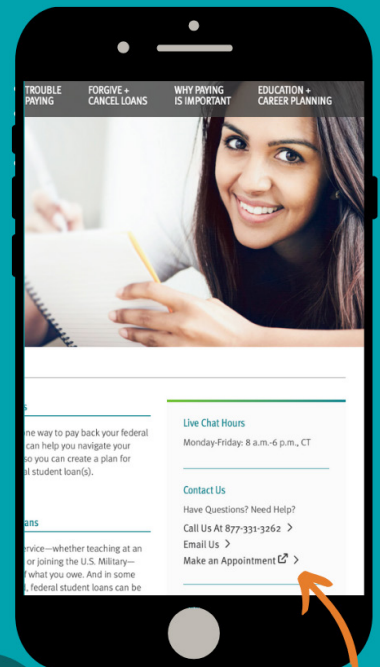 TROUBLE
PAYING
FORGIVE +
CANCEL LOANS
WHY PAYING
IS IMPORTANT
EDUCATION +
CAREER PLANNING
one way to pay back your federal
can help you navigate your
so you can create a plan for
student loan(s).
ervice—whether teaching at an
or joining the U.S. Military—
what you owe. And in some
, federal student loans can be
Live Chat Hours
Monday-Friday: 8 a.m.-6 p.m., CT
Contact Us
Have Questions? Need Help?
Call Us At 877-331-3262 >
Email Us >
Make an Appointment >